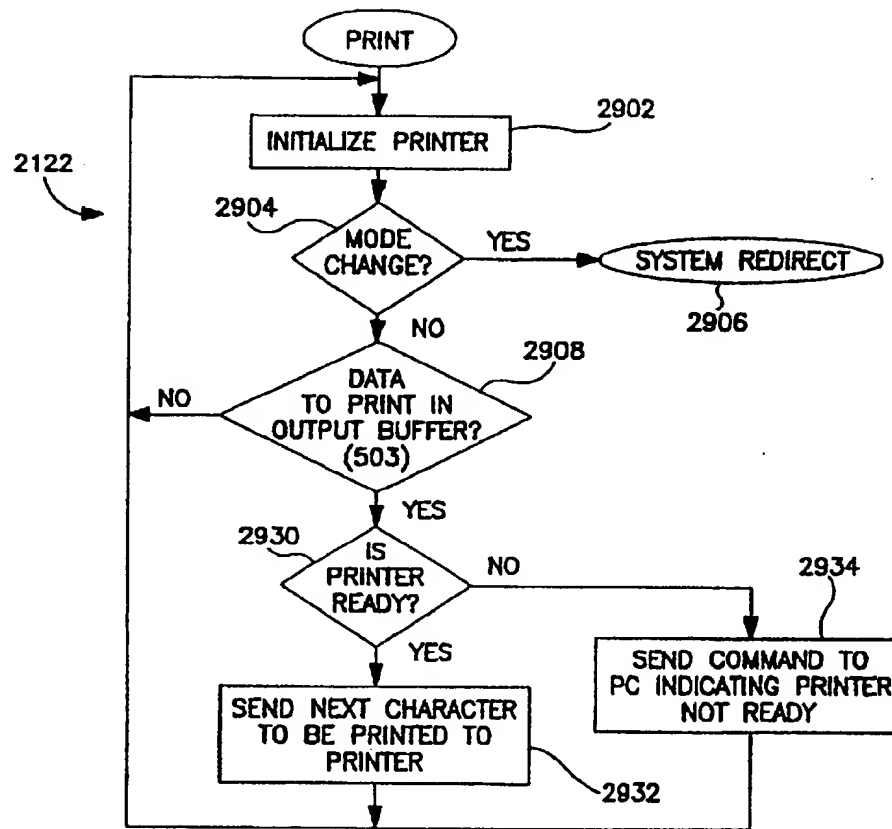 PRINT
2902
INITIALIZE PRINTER
2122
2904
MODE
CHANGE?
YES
SYSTEM REDIRECT
2906
NO
2908
DATA
TO PRINT IN
OUTPUT BUFFER?
(503)
NO
YES
2930
IS
PRINTER
READY?
NO
2934
YES
SEND COMMAND TO
PC INDICATING PRINTER
NOT READY
SEND NEXT CHARACTER
TO BE PRINTED TO
PRINTER
2932